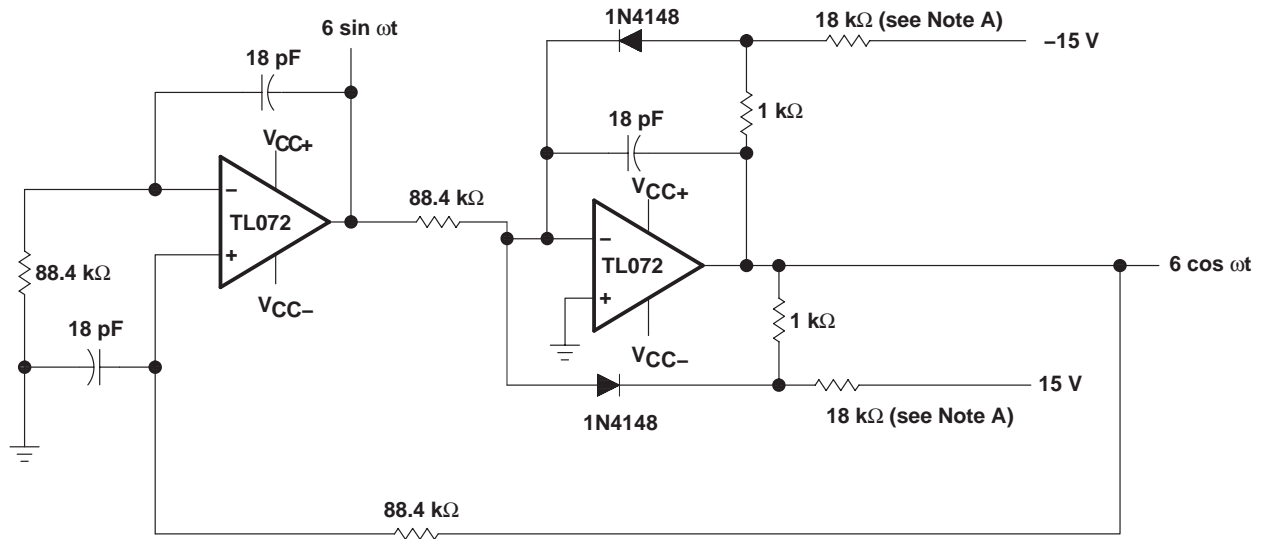 1N4148
18 kΩ (see Note A)
–15 V
6 sin ωt
18 pF
1 kΩ
18 pF
VCC+
88.4 kΩ
VCC+
–
TL072
+
88.4 kΩ
VCC–
–
TL072
+
6 cos ωt
1 kΩ
18 pF
VCC–
15 V
1N4148
18 kΩ (see Note A)
88.4 kΩ